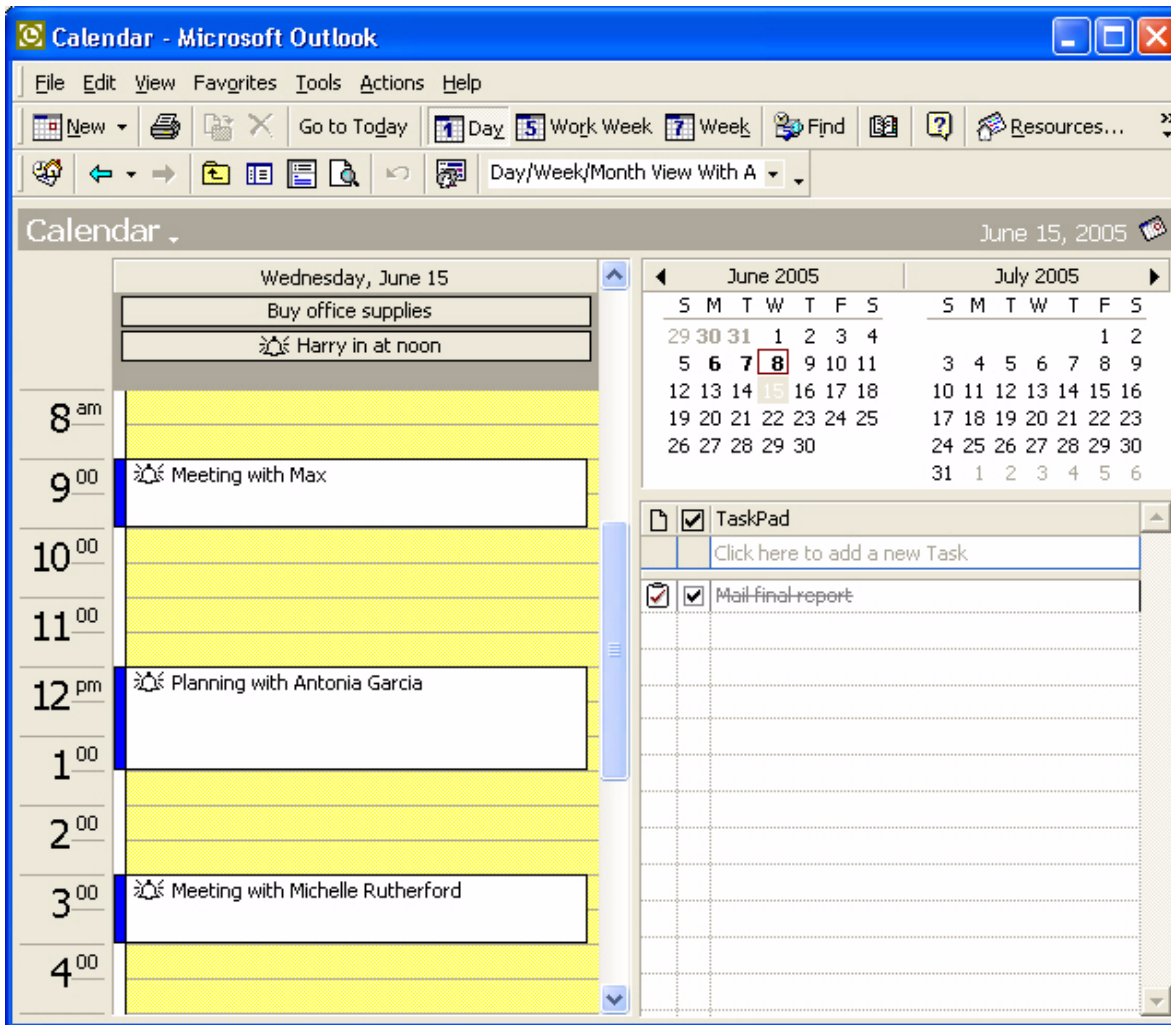 Calendar - Microsoft Outlook
File Edit View Favorites Tools Actions Help
New Go to Today 1 Day 5 Work Week 7 Week Find Resources...
Day/Week/Month View With A
Calendar
June 15, 2005
Wednesday, June 15
Buy office supplies
Harry in at noon
8 am
9 00 Meeting with Max
10 00
11 00
12 pm Planning with Antonia Garcia
1 00
2 00
3 00 Meeting with Michelle Rutherford
4 00
June 2005
S M T W T F S
29 30 31 1 2 3 4
5 6 7 8 9 10 11
12 13 14 15 16 17 18
19 20 21 22 23 24 25
26 27 28 29 30
July 2005
S M T W T F S
1 2
3 4 5 6 7 8 9
10 11 12 13 14 15 16
17 18 19 20 21 22 23
24 25 26 27 28 29 30
31 1 2 3 4 5 6
TaskPad
Click here to add a new Task
Mail final report